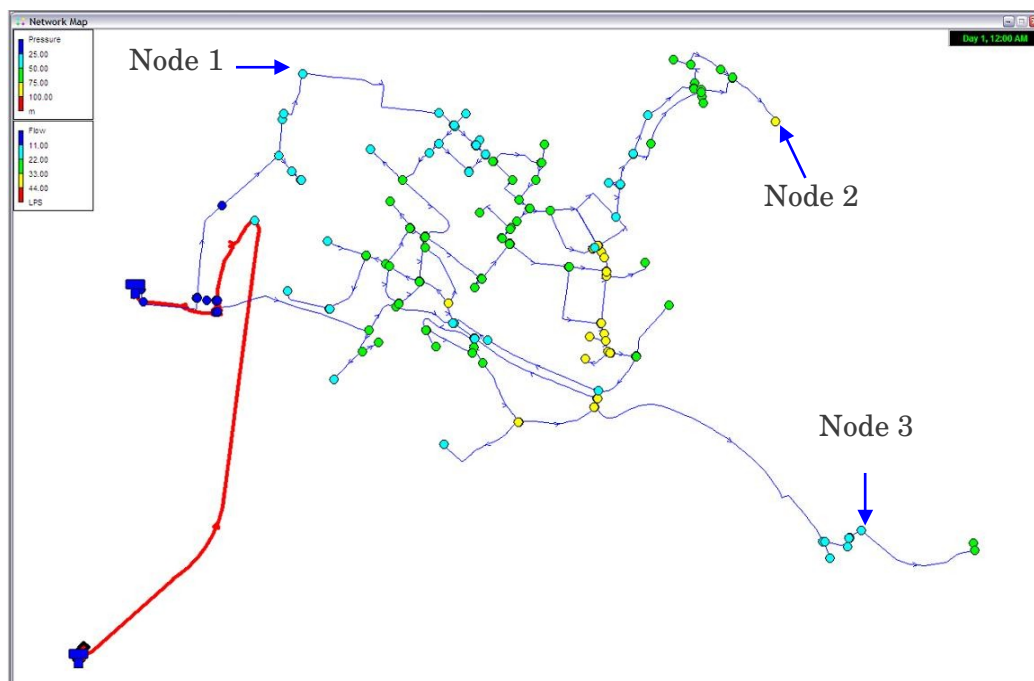 Network Map
Day 1, 12:00 AM
Pressure
25.00
50.00
75.00
100.00
m
Flow
11.00
22.00
33.00
44.00
LPS
Node 1
Node 2
Node 3